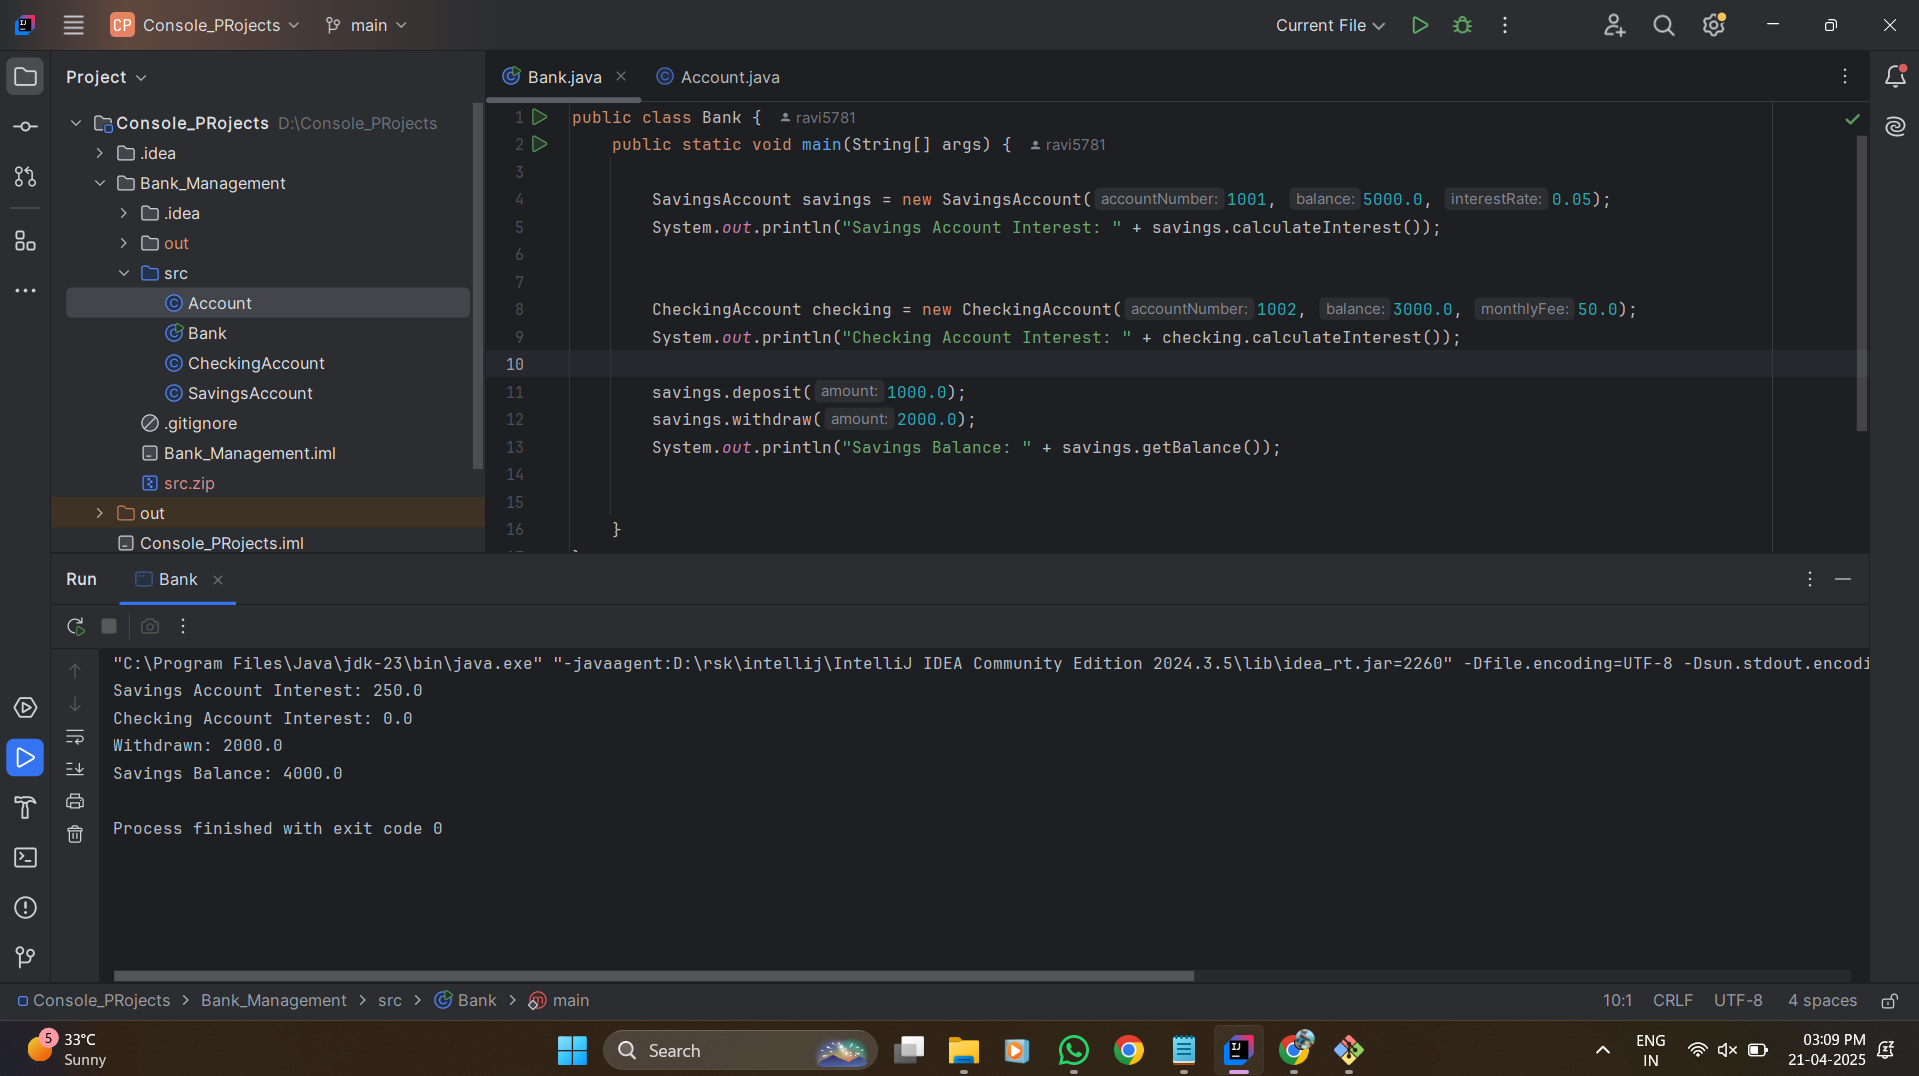 CP Console_PRojects main Current File
Project
Bank.java Account.java
Console_PRojects D:\Console_PRojects
.idea
Bank_Management
.idea
out
src
Account
Bank
CheckingAccount
SavingsAccount
.gitignore
Bank_Management.iml
src.zip
out
Console_PRojects.iml
1 public class Bank { ravi5781
2 public static void main(String[] args) { ravi5781
3
4 SavingsAccount savings = new SavingsAccount( accountNumber: 1001, balance: 5000.0, interestRate: 0.05);
5 System.out.println("Savings Account Interest: " + savings.calculateInterest());
6
7
8 CheckingAccount checking = new CheckingAccount( accountNumber: 1002, balance: 3000.0, monthlyFee: 50.0);
9 System.out.println("Checking Account Interest: " + checking.calculateInterest());
10
11 savings.deposit( amount: 1000.0);
12 savings.withdraw( amount: 2000.0);
13 System.out.println("Savings Balance: " + savings.getBalance());
14
15
16 }
Run Bank
"C:\Program Files\Java\jdk-23\bin\java.exe" "-javaagent:D:\rsk\intellij\IntelliJ IDEA Community Edition 2024.3.5\lib\idea_rt.jar=2260" -Dfile.encoding=UTF-8 -Dsun.stdout.encodi
Savings Account Interest: 250.0
Checking Account Interest: 0.0
Withdrawn: 2000.0
Savings Balance: 4000.0
Process finished with exit code 0
Console_PRojects > Bank_Management > src > Bank > main 10:1 CRLF UTF-8 4 spaces
5 33°C
Sunny
Search
ENG
IN
03:09 PM
21-04-2025